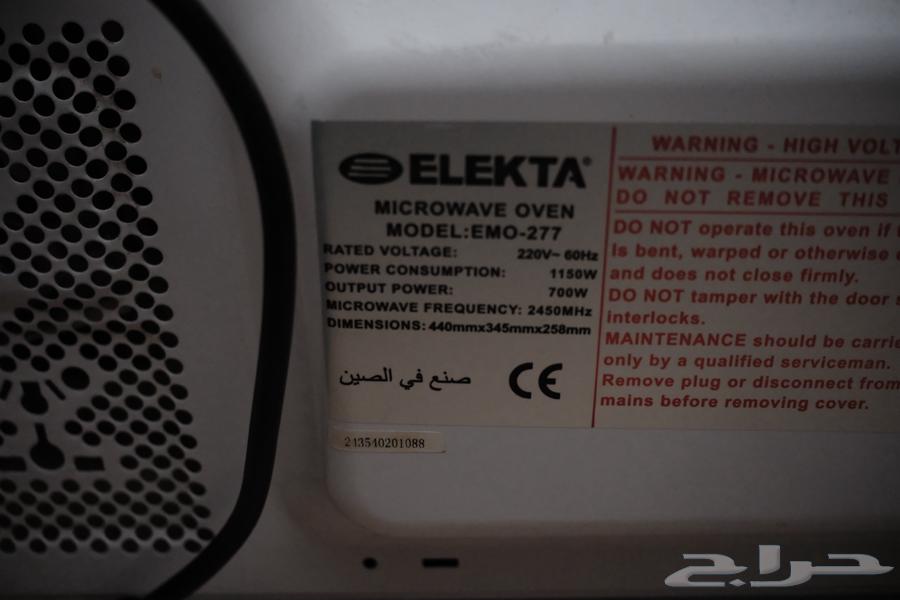 ELEKTA®
MICROWAVE OVEN
MODEL:EMO-277
RATED VOLTAGE: 220V~ 60Hz
POWER CONSUMPTION: 1150W
OUTPUT POWER: 700W
MICROWAVE FREQUENCY: 2450MHz
DIMENSIONS: 440mmx345mmx258mm
صنع في الصين CE
243540201088
WARNING - HIGH
WARNING - MICROWAVE
DO NOT REMOVE THIS
DO NOT operate this oven if
Is bent, warped or otherwise
and does not close firmly.
DO NOT tamper with the door
interlocks.
MAINTENANCE should be
only by a qualified serviceman.
Remove plug or disconnect from
mains before removing cover.
حراج